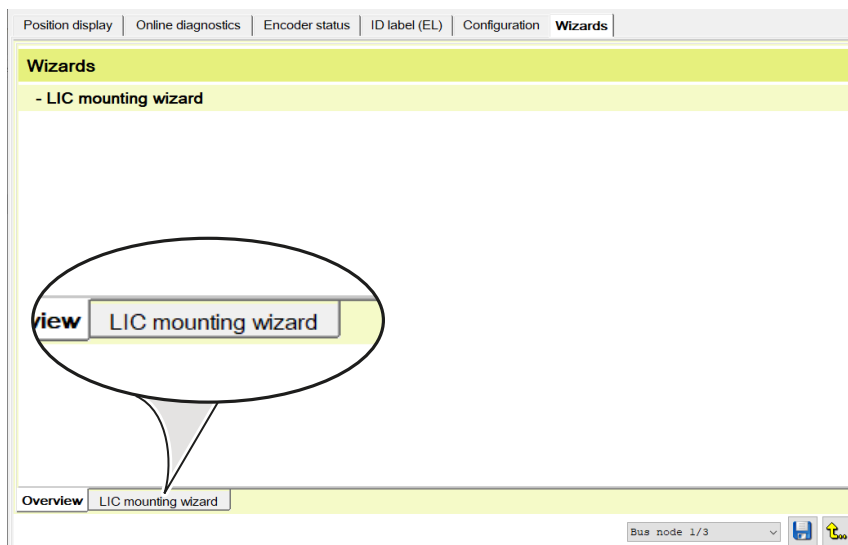 Position display Online diagnostics Encoder status ID label (EL) Configuration Wizards
Wizards
- LIC mounting wizard
view LIC mounting wizard
Overview LIC mounting wizard
Bus node 1/3